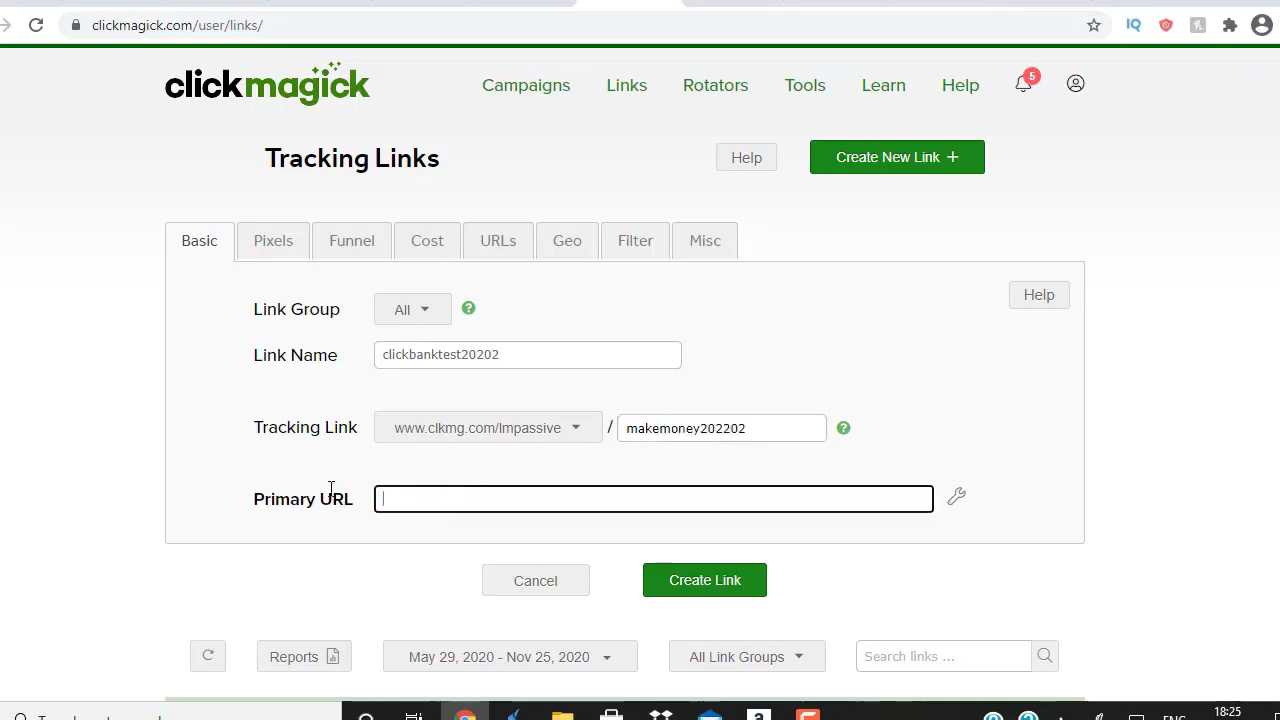 clickmagick.com/user/links/
IQ
clickmagick
Campaigns Links Rotators Tools Learn Help 5
Tracking Links
Help
Create New Link +
Basic Pixels Funnel Cost URLs Geo Filter Misc
Help
Link Group All ?
Link Name clickbanktest20202
Tracking Link www.clkmg.com/Impassive / makemoney202202 ?
Primary URL
Cancel
Create Link
Reports May 29, 2020 - Nov 25, 2020 All Link Groups Search links ...
18:25